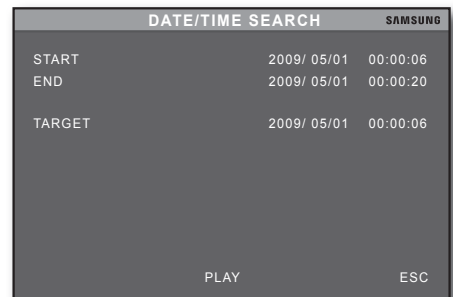 DATE/TIME SEARCH SAMSUNG
START 2009/ 05/01 00:00:06
END 2009/ 05/01 00:00:20
TARGET 2009/ 05/01 00:00:06
PLAY ESC